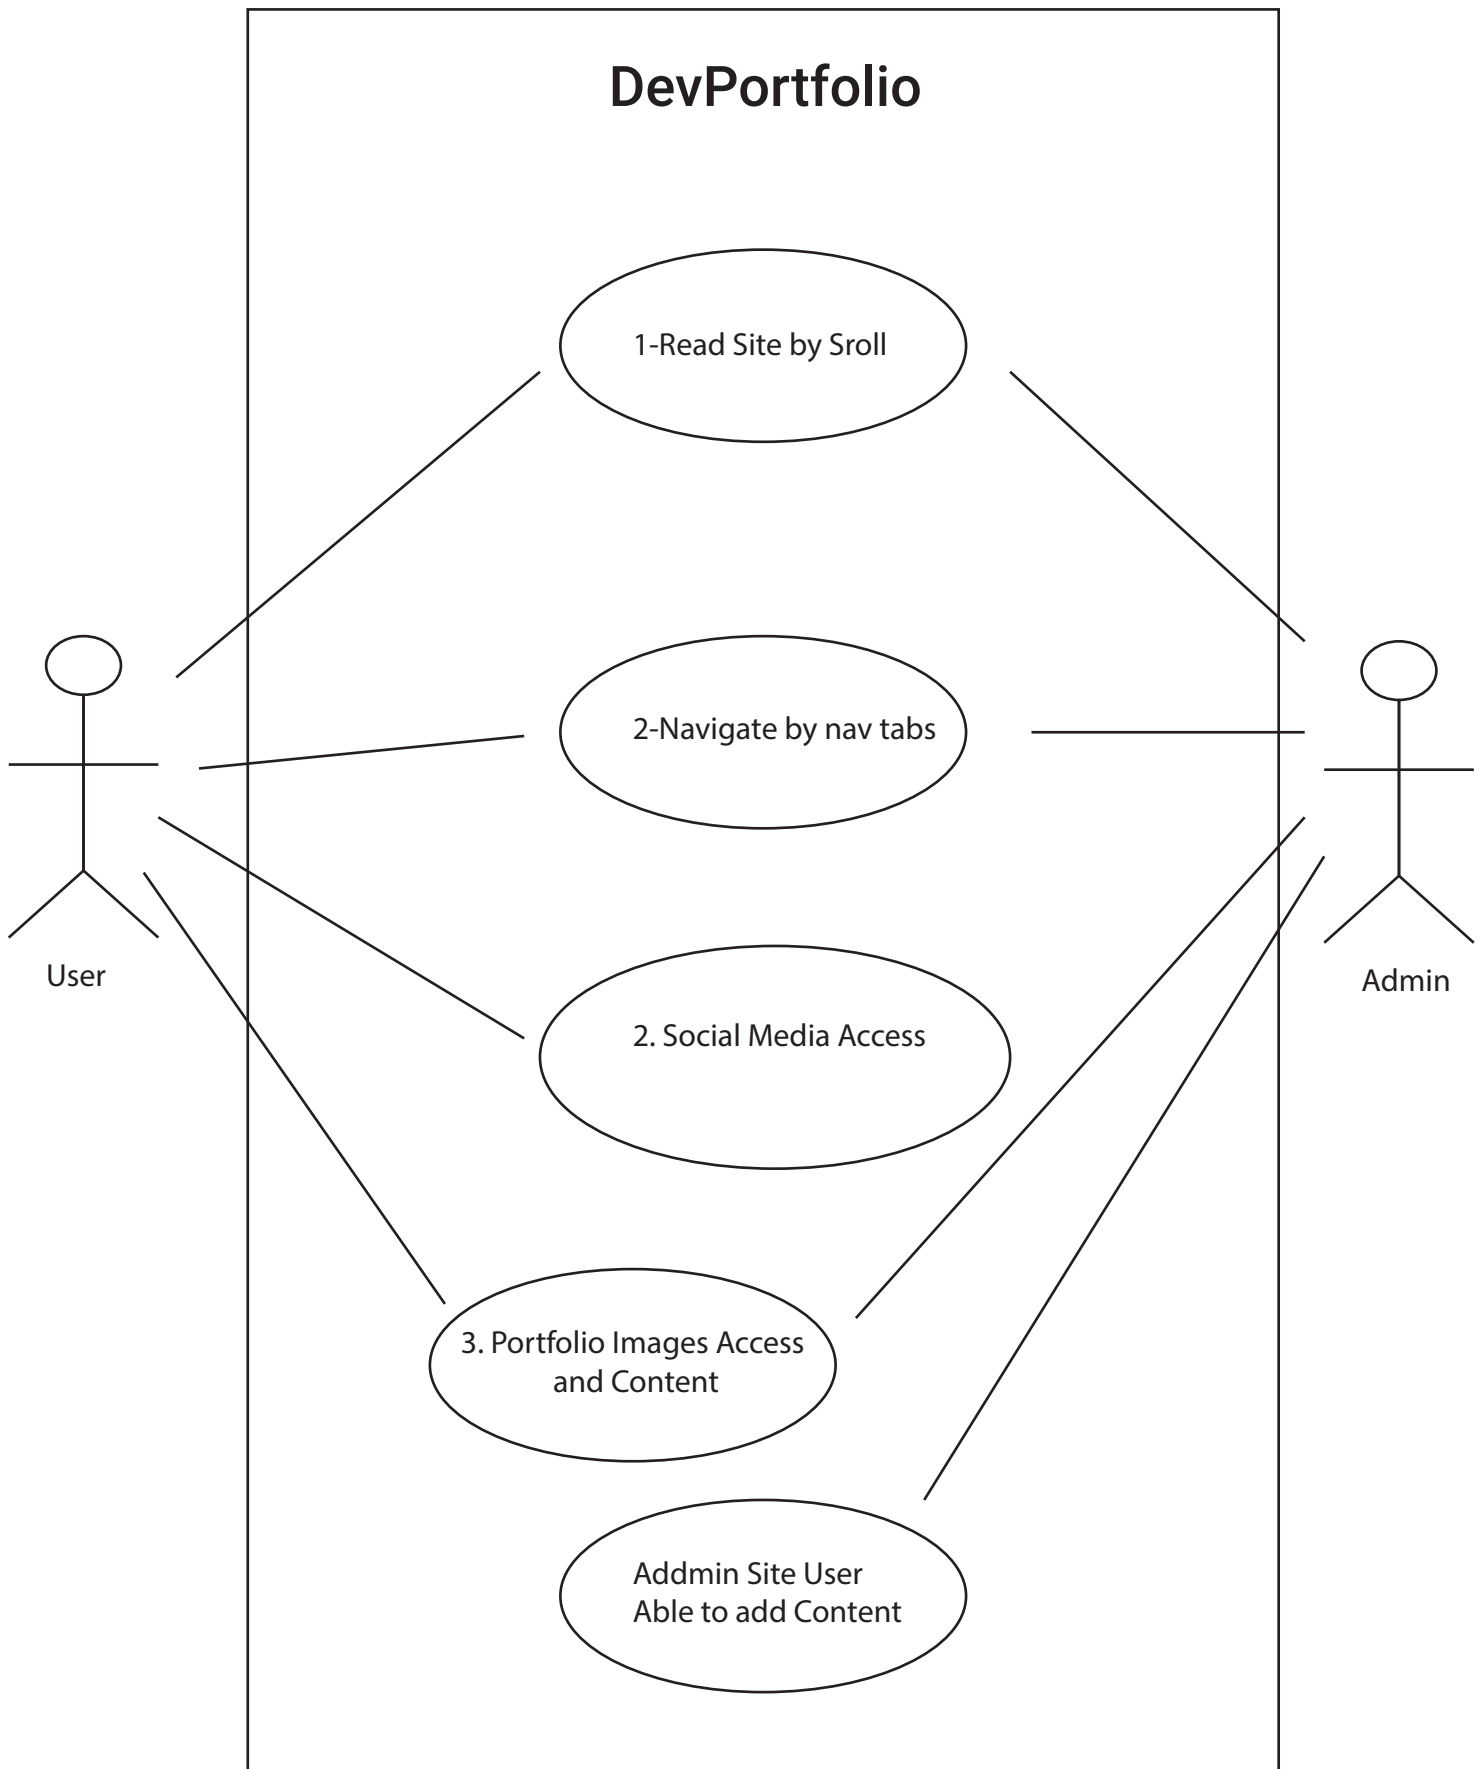 DevPortfolio
1-Read Site by Sroll
2-Navigate by nav tabs
User
Admin
2. Social Media Access
3. Portfolio Images Access
and Content
Addmin Site User
Able to add Content